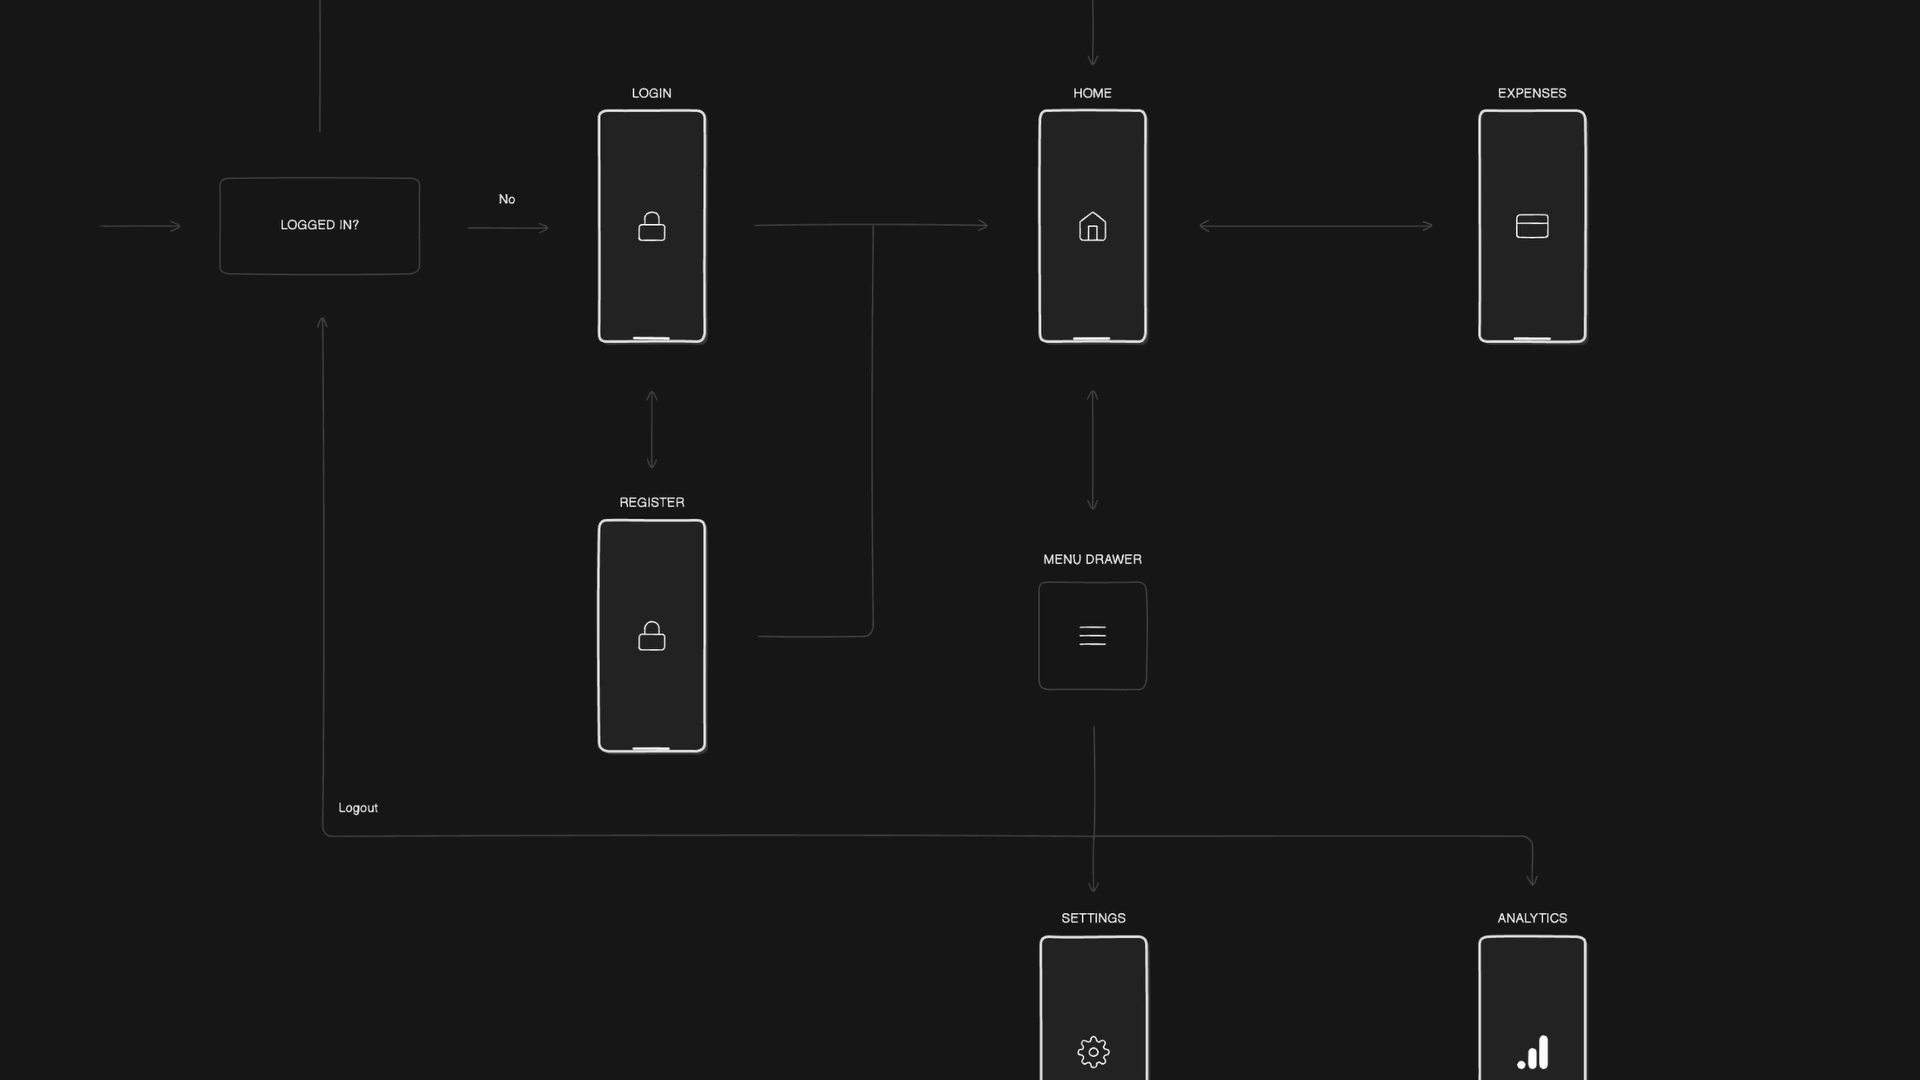 LOGIN
HOME
EXPENSES
No
LOGGED IN?
REGISTER
MENU DRAWER
Logout
SETTINGS
ANALYTICS